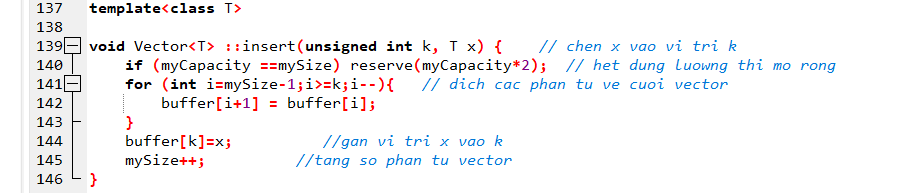 137 template<class T>
138
139 void Vector<T> ::insert(unsigned int k, T x) { // chen x vao vi tri k
140 if (myCapacity ==mySize) reserve(myCapacity*2); // het dung luowng thi mo rong
141 for (int i=mySize-1;i>=k;i--){ // dich cac phan tu ve cuoi vector
142 buffer[i+1] = buffer[i];
143 }
144 buffer[k]=x; //gan vi tri x vao k
145 mySize++; //tang so phan tu vector
146 }